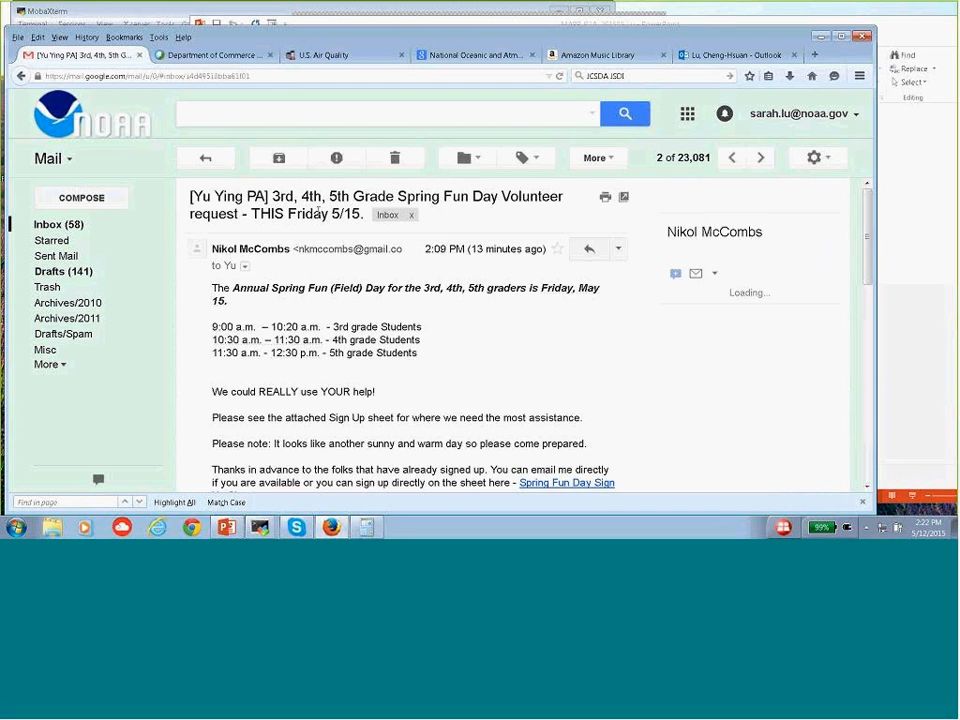 MobaXterm
File Edit View History Bookmarks Tools Help
[Yu Ying PA] 3rd, 4th, 5th G... × Department of Commerce ... × U.S. Air Quality × National Oceanic and Atm... × Amazon Music Library × Lu, Cheng-Hsuan - Outlook × +
JCSDA JSDI
Find
Replace
Select
Editing
NOAA
sarah.lu@noaa.gov
Mail
More
2 of 23,081
COMPOSE
Inbox (58)
Starred
Sent Mail
Drafts (141)
Trash
Archives/2010
Archives/2011
Drafts/Spam
Misc
More
[Yu Ying PA] 3rd, 4th, 5th Grade Spring Fun Day Volunteer
request - THIS Friday 5/15.
Inbox x
Nikol McCombs <nkmccombs@gmail.co 2:09 PM (13 minutes ago)
to Yu
The Annual Spring Fun (Field) Day for the 3rd, 4th, 5th graders is Friday, May
15.
9:00 a.m. – 10:20 a.m. - 3rd grade Students
10:30 a.m. – 11:30 a.m. - 4th grade Students
11:30 a.m. - 12:30 p.m. - 5th grade Students
We could REALLY use YOUR help!
Please see the attached Sign Up sheet for where we need the most assistance.
Please note: It looks like another sunny and warm day so please come prepared.
Thanks in advance to the folks that have already signed up. You can email me directly
if you are available or you can sign up directly on the sheet here - Spring Fun Day Sign
Nikol McCombs
Loading...
Find in page Highlight All Match Case
99%
2:22 PM
5/12/2015